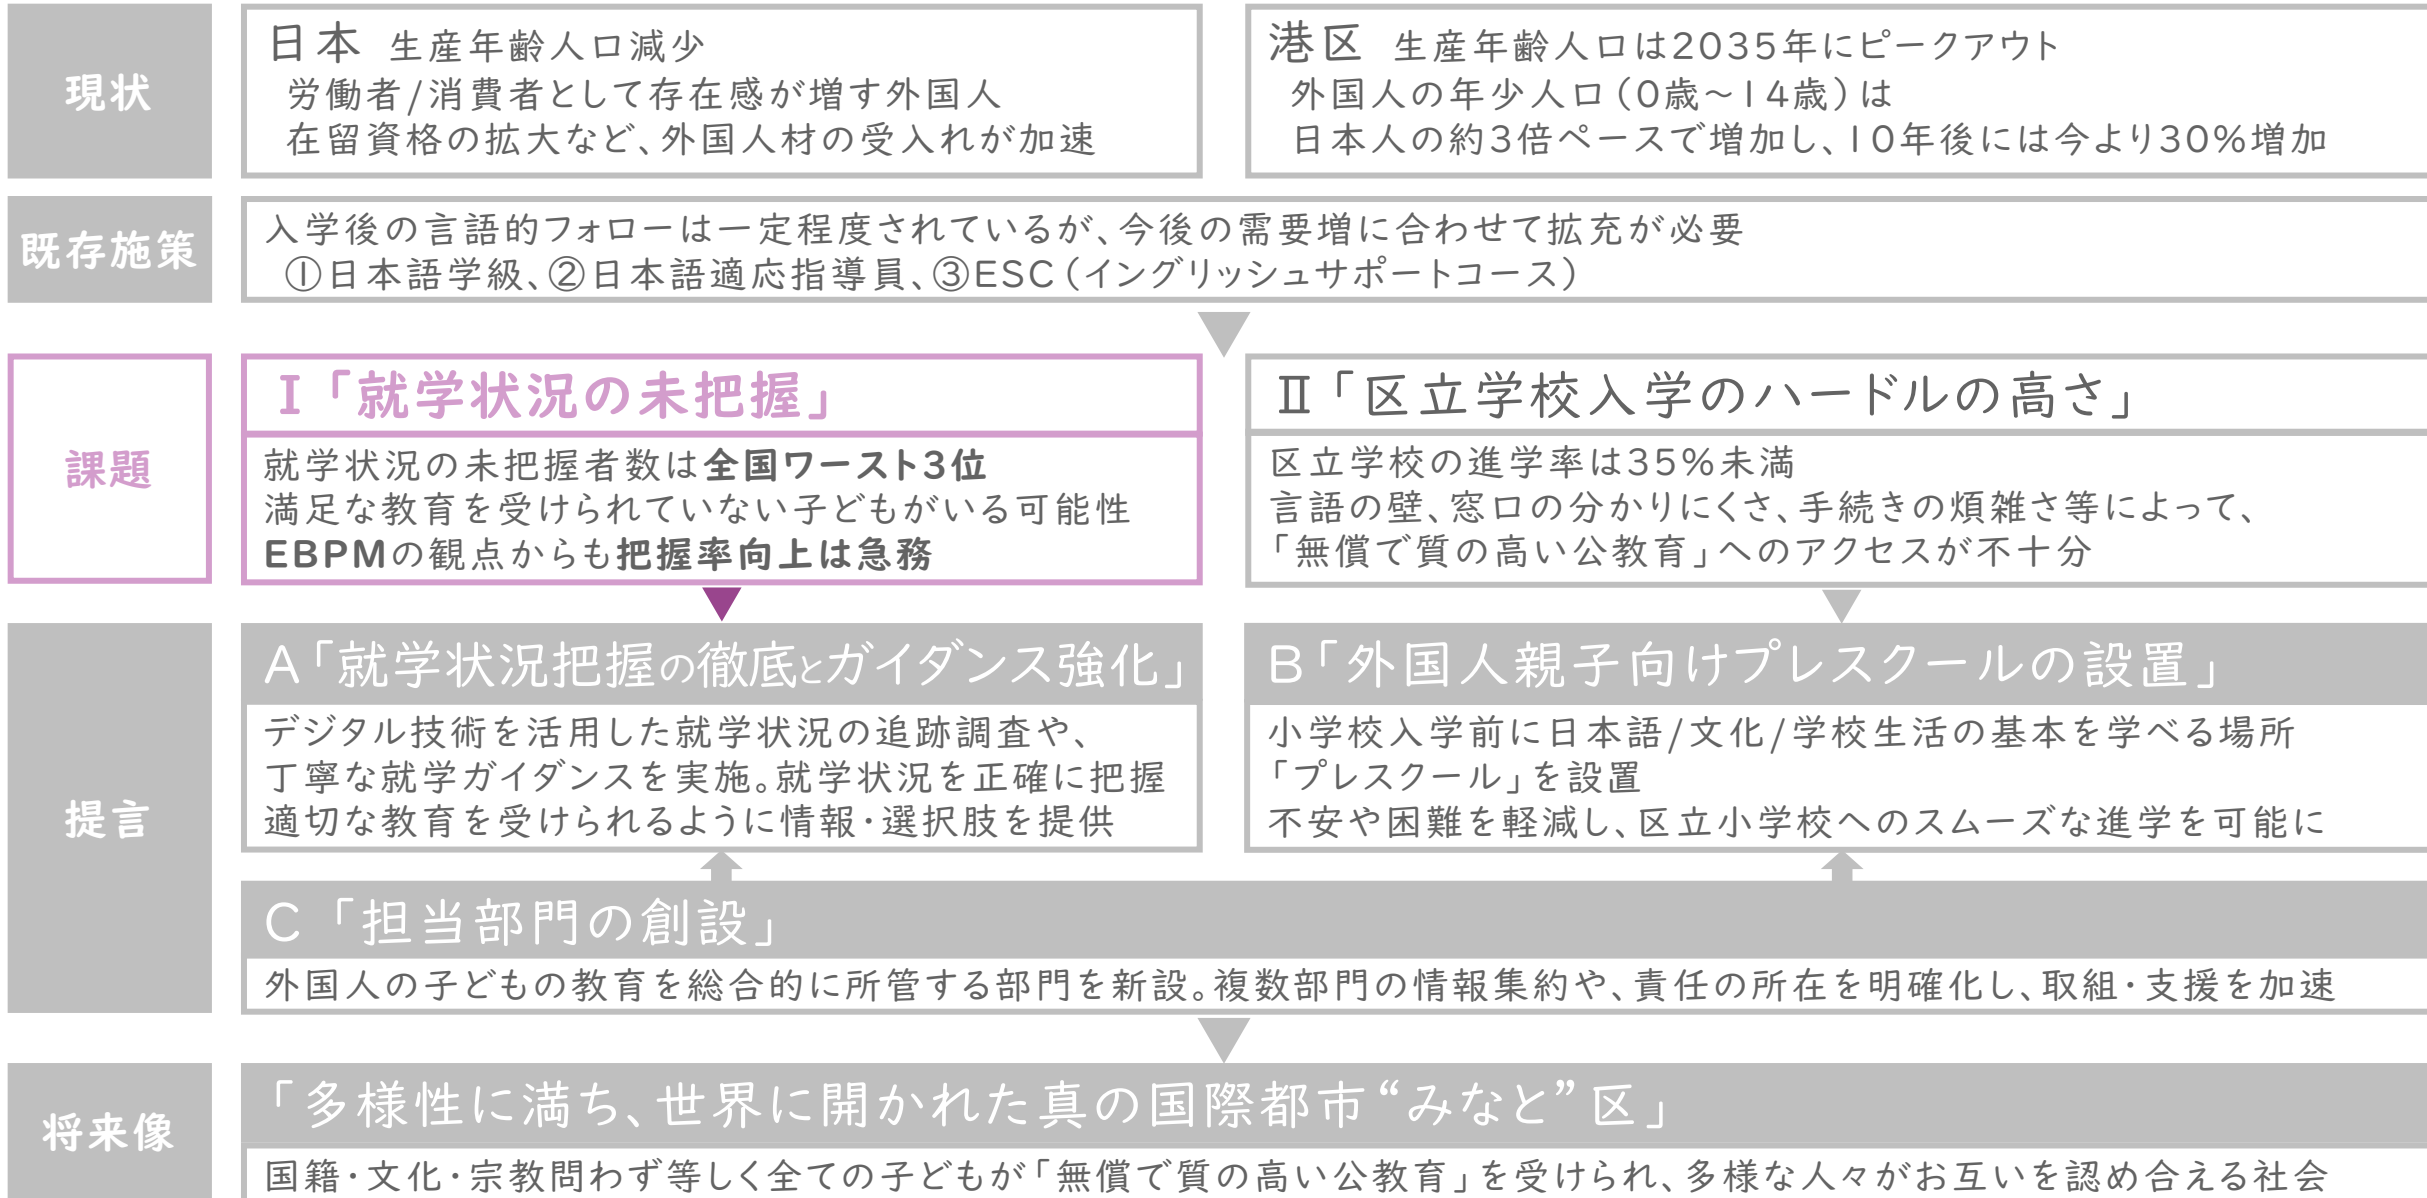 現状
日本 生産年齢人口減少
労働者/消費者として存在感が増す外国人
在留資格の拡大など、外国人材の受入れが加速
港区 生産年齢人口は2035年にピークアウト
外国人の年少人口(0歳~14歳)は
日本人の約3倍ペースで増加し、10年後には今より30%増加
既存施策
入学後の言語的フォローは一定程度されているが、今後の需要増に合わせて拡充が必要
①日本語学級、②日本語適応指導員、③ESC(イングリッシュサポートコース)
課題
Ⅰ「就学状況の未把握」
就学状況の未把握者数は全国ワースト3位
満足な教育を受けられていない子どもがいる可能性
EBPMの観点からも把握率向上は急務
Ⅱ「区立学校入学のハードルの高さ」
区立学校の進学率は35%未満
言語の壁、窓口の分かりにくさ、手続きの煩雑さ等によって、
「無償で質の高い公教育」へのアクセスが不十分
提言
A「就学状況把握の徹底とガイダンス強化」
デジタル技術を活用した就学状況の追跡調査や、
丁寧な就学ガイダンスを実施。就学状況を正確に把握
適切な教育を受けられるように情報・選択肢を提供
B「外国人親子向けプレスクールの設置」
小学校入学前に日本語/文化/学校生活の基本を学べる場所
「プレスクール」を設置
不安や困難を軽減し、区立小学校へのスムーズな進学を可能に
C「担当部門の創設」
外国人の子どもの教育を総合的に所管する部門を新設。複数部門の情報集約や、責任の所在を明確化し、取組・支援を加速
将来像
「多様性に満ち、世界に開かれた真の国際都市“みなと”区」
国籍・文化・宗教問わず等しく全ての子どもが「無償で質の高い公教育」を受けられ、多様な人々がお互いを認め合える社会